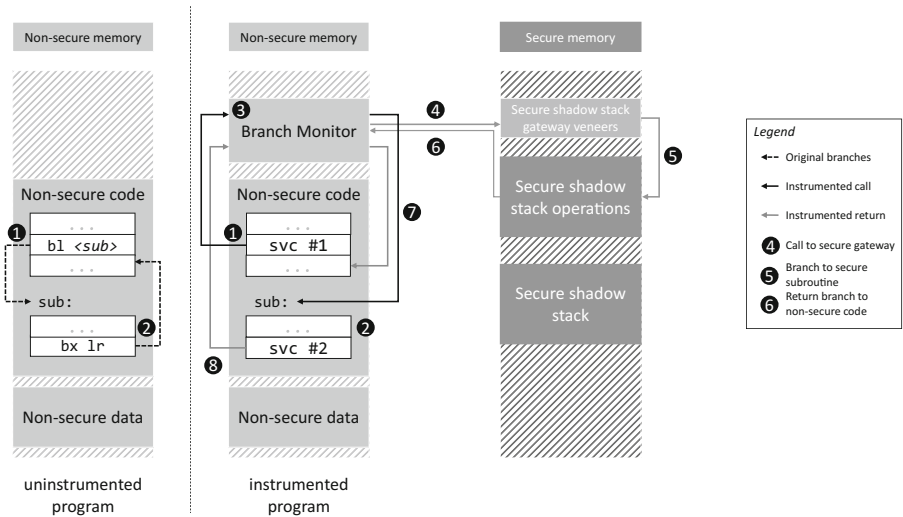 Non-secure memory
Non-secure code
1
. . .
bl <sub>
. . .
sub:
. . .
2
bx lr
Non-secure data
uninstrumented
program
Non-secure memory
3
Branch Monitor
Non-secure code
1
. . .
svc #1
. . .
7
sub:
. . .
2
svc #2
8
Non-secure data
instrumented
program
4
6
Secure memory
Secure shadow stack
gateway veneers
5
Secure shadow
stack operations
Secure shadow
stack
Legend
Original branches
Instrumented call
Instrumented return
4 Call to secure gateway
5 Branch to secure
subroutine
6 Return branch to
non-secure code